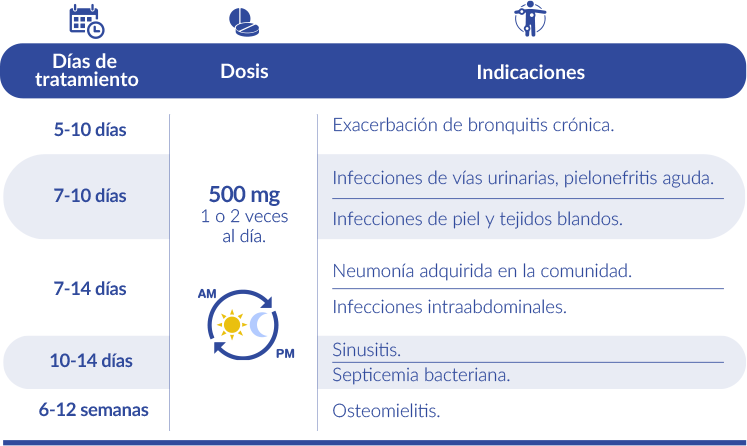 Días de
tratamiento
Dosis
Indicaciones
5-10 días
Exacerbación de bronquitis crónica.
7-10 días
500 mg
1 o 2 veces
al día.
Infecciones de vías urinarias, pielonefritis aguda.
Infecciones de piel y tejidos blandos.
7-14 días
AM
PM
Neumonía adquirida en la comunidad.
Infecciones intraabdominales.
10-14 días
Sinusitis.
Septicemia bacteriana.
6-12 semanas
Osteomielitis.